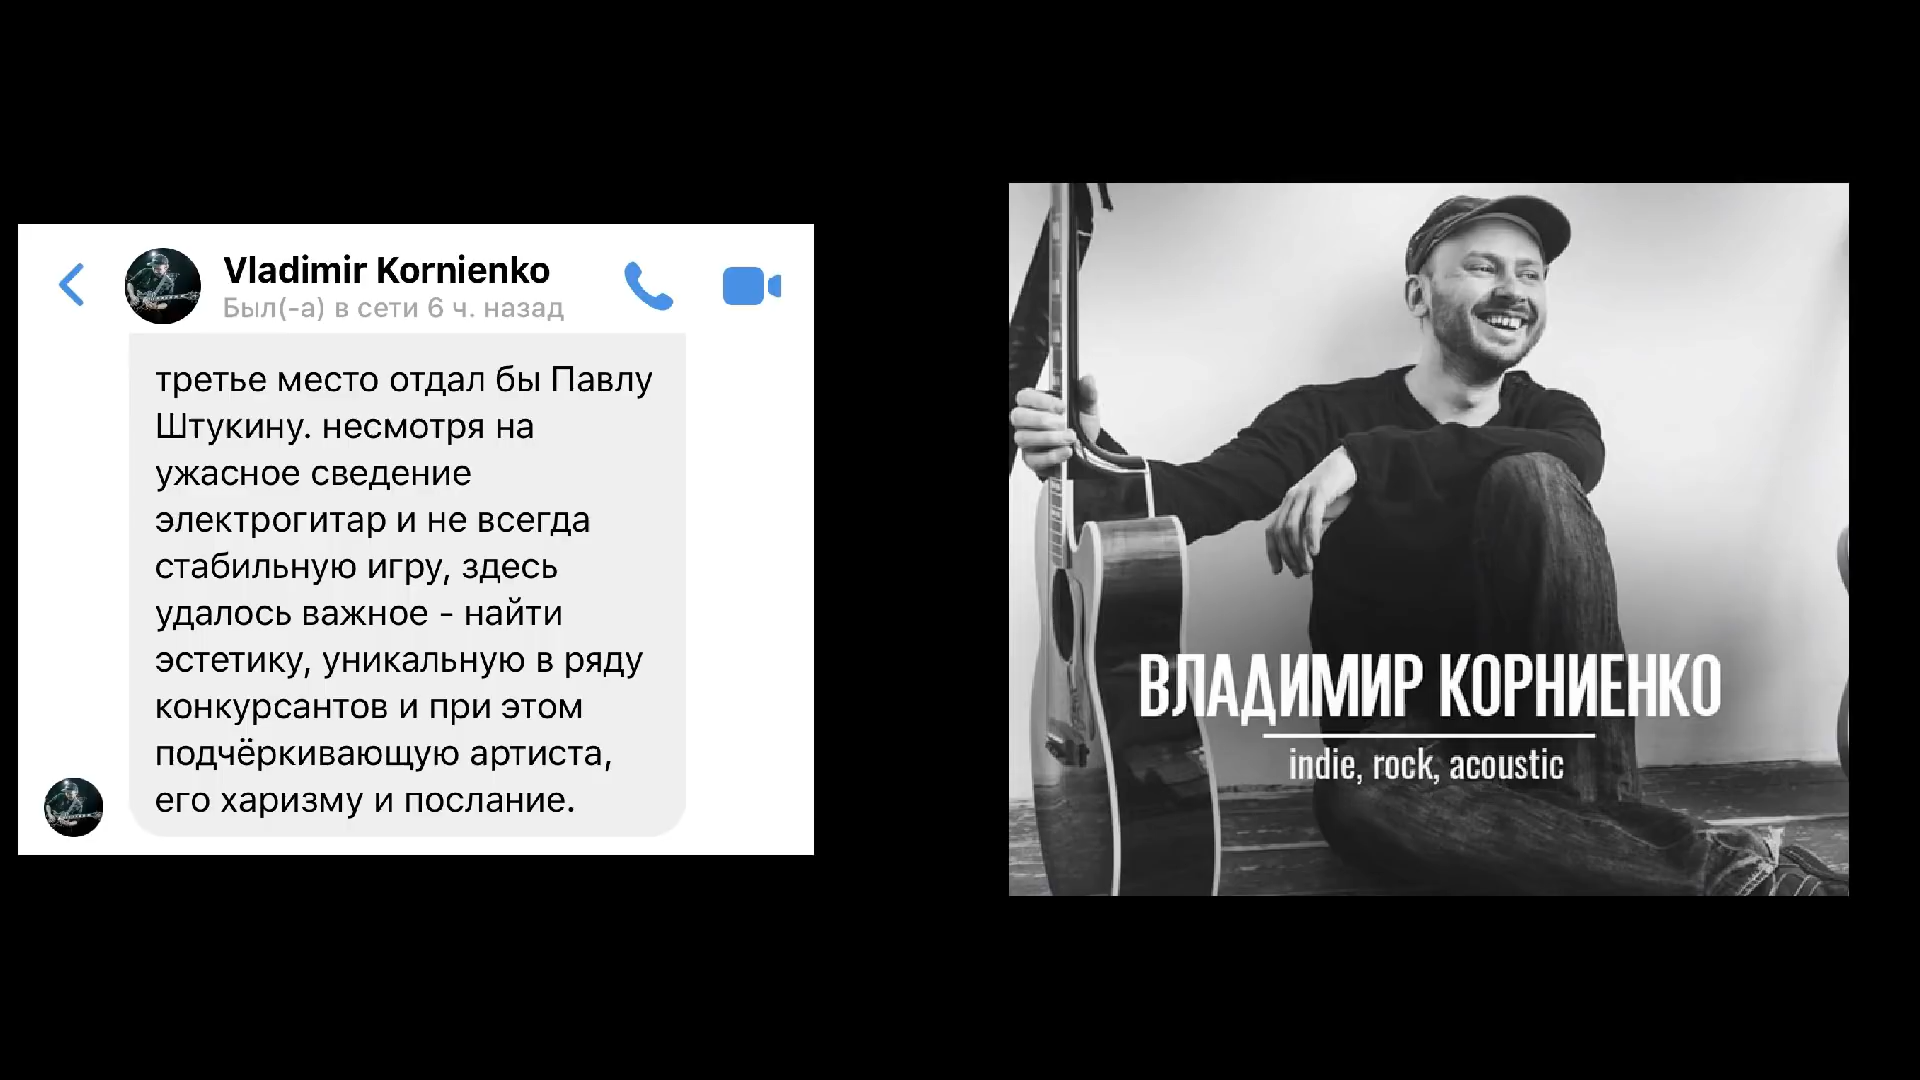 Vladimir Kornienko
Был(-а) в сети 6 ч. назад
третье место отдал бы Павлу
Штукину. несмотря на
ужасное сведение
электрогитар и не всегда
стабильную игру, здесь
удалось важное - найти
эстетику, уникальную в ряду
конкурсантов и при этом
подчёркивающую артиста,
его харизму и послание.
ВЛАДИМИР КОРНИЕНКО
indie, rock, acoustic